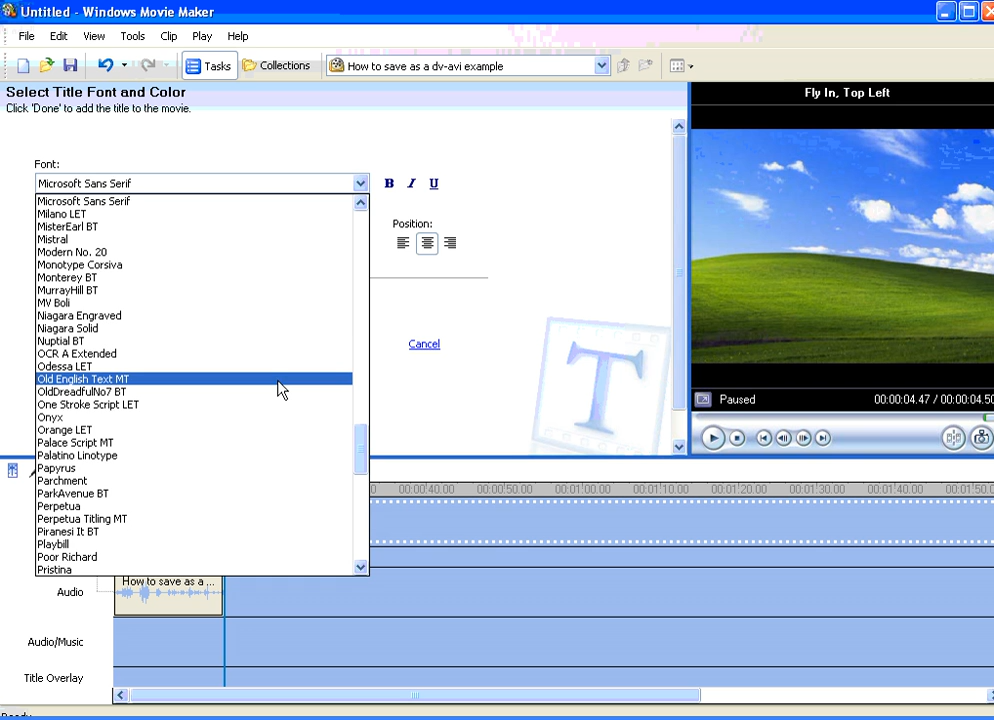 Untitled - Windows Movie Maker
File Edit View Tools Clip Play Help
Tasks Collections How to save as a dv-avi example
Select Title Font and Color
Click 'Done' to add the title to the movie.
Fly In, Top Left
Font:
Microsoft Sans Serif
B I U
Position:
Microsoft Sans Serif
Milano LET
MisterEarl BT
Mistral
Modern No. 20
Monotype Corsiva
Monterey BT
MurrayHill BT
MV Boli
Niagara Engraved
Niagara Solid
Nuptial BT
OCR A Extended
Odessa LET
Old English Text MT
OldDreadfulNo7 BT
One Stroke Script LET
Onyx
Orange LET
Palace Script MT
Palatino Linotype
Papyrus
Parchment
ParkAvenue BT
Perpetua
Perpetua Titling MT
Piranesi It BT
Playbill
Poor Richard
Pristina
Cancel
T
Paused 00:00:04.47 / 00:00:04.50
00:00:40.00 00:00:50.00 00:01:00.00 00:01:10.00 00:01:20.00 00:01:30.00 00:01:40.00 00:01:50.0
How to save as a ...
Audio
Audio/Music
Title Overlay